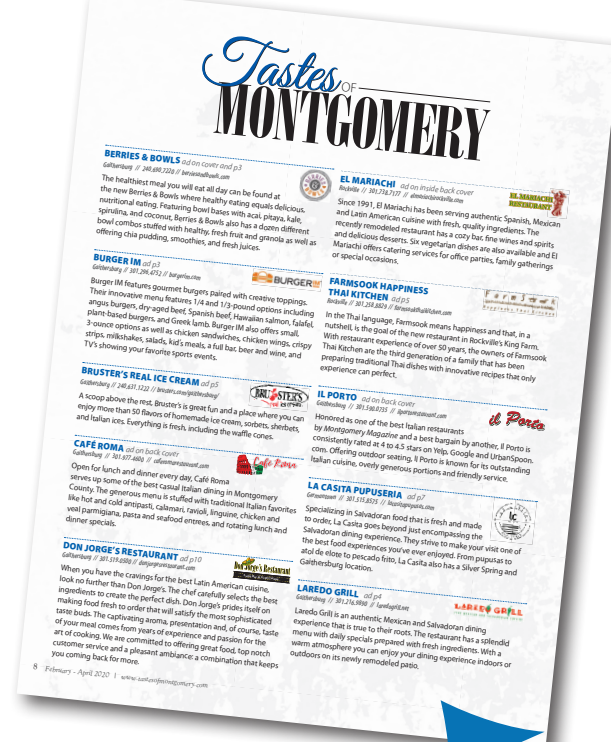 Tastes
OF
MONTGOMERY
BERRIES & BOWLS ad on cover and p3
Gaithersburg // 240.690.7320 // berriesandbowls.com
The healthiest meal you will eat all day can be found at
the new Berries & Bowls where healthy eating equals delicious,
nutritional eating. Featuring bowl bases with acai, pitaya, kale,
spirulina, and coconut, Berries & Bowls also has a dozen different
bowl combos stuffed with healthy, fresh fruit and granola as well as
offering chia pudding, smoothies, and fresh juices.
BURGER IM ad p3
Gaithersburg // 301.299.4752 // burgerim.com
BURGER
Burger IM features gourmet burgers paired with creative toppings.
Their innovative menu features 1/4 and 1/3-pound options including
angus burgers, dry-aged beef, Spanish beef, Hawaiian salmon, falafel,
plant-based burgers, and Greek lamb. Burger IM also offers small,
3-ounce options as well as chicken sandwiches, chicken wings, crispy
strips, milkshakes, salads, kid's meals, a full bar, beer and wine, and
TV's showing your favorite sports events.
BRUSTER'S REAL ICE CREAM ad p5
Gaithersburg // 240.631.1222 // brusters.com/gaithersburg/
BRUSTER'S
A scoop above the rest, Bruster's is great fun and a place where you can
enjoy more than 50 flavors of homemade ice cream, sorbets, sherbets,
and Italian ices. Everything is fresh, including the waffle cones.
CAFÉ ROMA ad on back cover
Gaithersburg // 301.977.4600 // caferomarestaurant.com
Cafe Roma
Open for lunch and dinner every day, Café Roma
serves up some of the best casual Italian dining in Montgomery
County. The generous menu is stuffed with traditional Italian favorites
like hot and cold antipasti, calamari, ravioli, linguine, chicken and
veal parmigiana, pasta and seafood entrees, and rotating lunch and
dinner specials.
DON JORGE'S RESTAURANT ad p10
Gaithersburg // 301.519.0500 // donjorgerestaurant.com
Don Jorge's Restaurant
When you have the cravings for the best Latin American cuisine,
look no further than Don Jorge's. The chef carefully selects the best
ingredients to create the perfect dish. Don Jorge's prides itself on
making food fresh to order that will satisfy the most sophisticated
taste buds. The captivating aroma, presentation and, of course, taste
of your meal comes from years of experience and passion for the
art of cooking. We are committed to offering great food, top notch
customer service and a pleasant ambiance: a combination that keeps
you coming back for more.
EL MARIACHI ad on inside back cover
Rockville // 301.738.7177 // elmariachirockville.com
EL MARIACHI
RESTAURANT
Since 1991, El Mariachi has been serving authentic Spanish, Mexican
and Latin American cuisine with fresh, quality ingredients. The
recently remodeled restaurant has a cozy bar, fine wines and spirits
and delicious desserts. Six vegetarian dishes are also available and El
Mariachi offers catering services for office parties, family gatherings
or special occasions.
FARMSOOK HAPPINESS
THAI KITCHEN ad p5
Rockville // 301.258.8829 // farmsookthaikitchen.com
Farmsook
Happiness Thai Kitchen
In the Thai language, Farmsook means happiness and that, in a
nutshell, is the goal of the new restaurant in Rockville's King Farm.
With restaurant experience of over 50 years, the owners of Farmsook
Thai Kitchen are the third generation of a family that has been
preparing traditional Thai dishes with innovative recipes that only
experience can perfect.
IL PORTO ad on back cover
Gaithersburg // 301.590.0735 // ilportorestaurant.com
il Porto
Honored as one of the best Italian restaurants
by Montgomery Magazine and a best bargain by another, Il Porto is
consistently rated at 4 to 4.5 stars on Yelp, Google and UrbanSpoon.
com. Offering outdoor seating, Il Porto is known for its outstanding
Italian cuisine, overly generous portions and friendly service.
LA CASITA PUPUSERIA ad p7
Germantown // 301.515.8525 // lacasitapupusas.com
lc
Specializing in Salvadoran food that is fresh and made
to order, La Casita goes beyond just encompassing the
Salvadoran dining experience. They strive to make your visit one of
the best food experiences you've ever enjoyed. From pupusas to
atol de elote to pescado frito, La Casita also has a Silver Spring and
Gaithersburg location.
LAREDO GRILL ad p4
Gaithersburg // 301.216.9890 // laredogrill.net
LAREDO GRILL
Laredo Grill is an authentic Mexican and Salvadoran dining
experience that is true to their roots. The restaurant has a splendid
menu with daily specials prepared with fresh ingredients. With a
warm atmosphere you can enjoy your dining experience indoors or
outdoors on its newly remodeled patio.
8 February - April 2020 | www.tastesofmontgomery.com